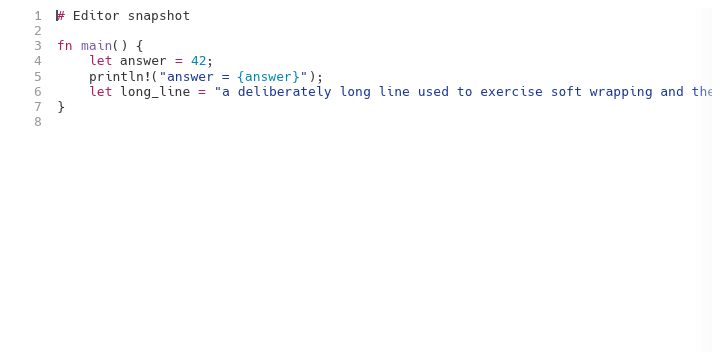 1 # Editor snapshot
2
3 fn main() {
4     let answer = 42;
5     println!("answer = {answer}");
6     let long_line = "a deliberately long line used to exercise soft wrapping and the
7 }
8